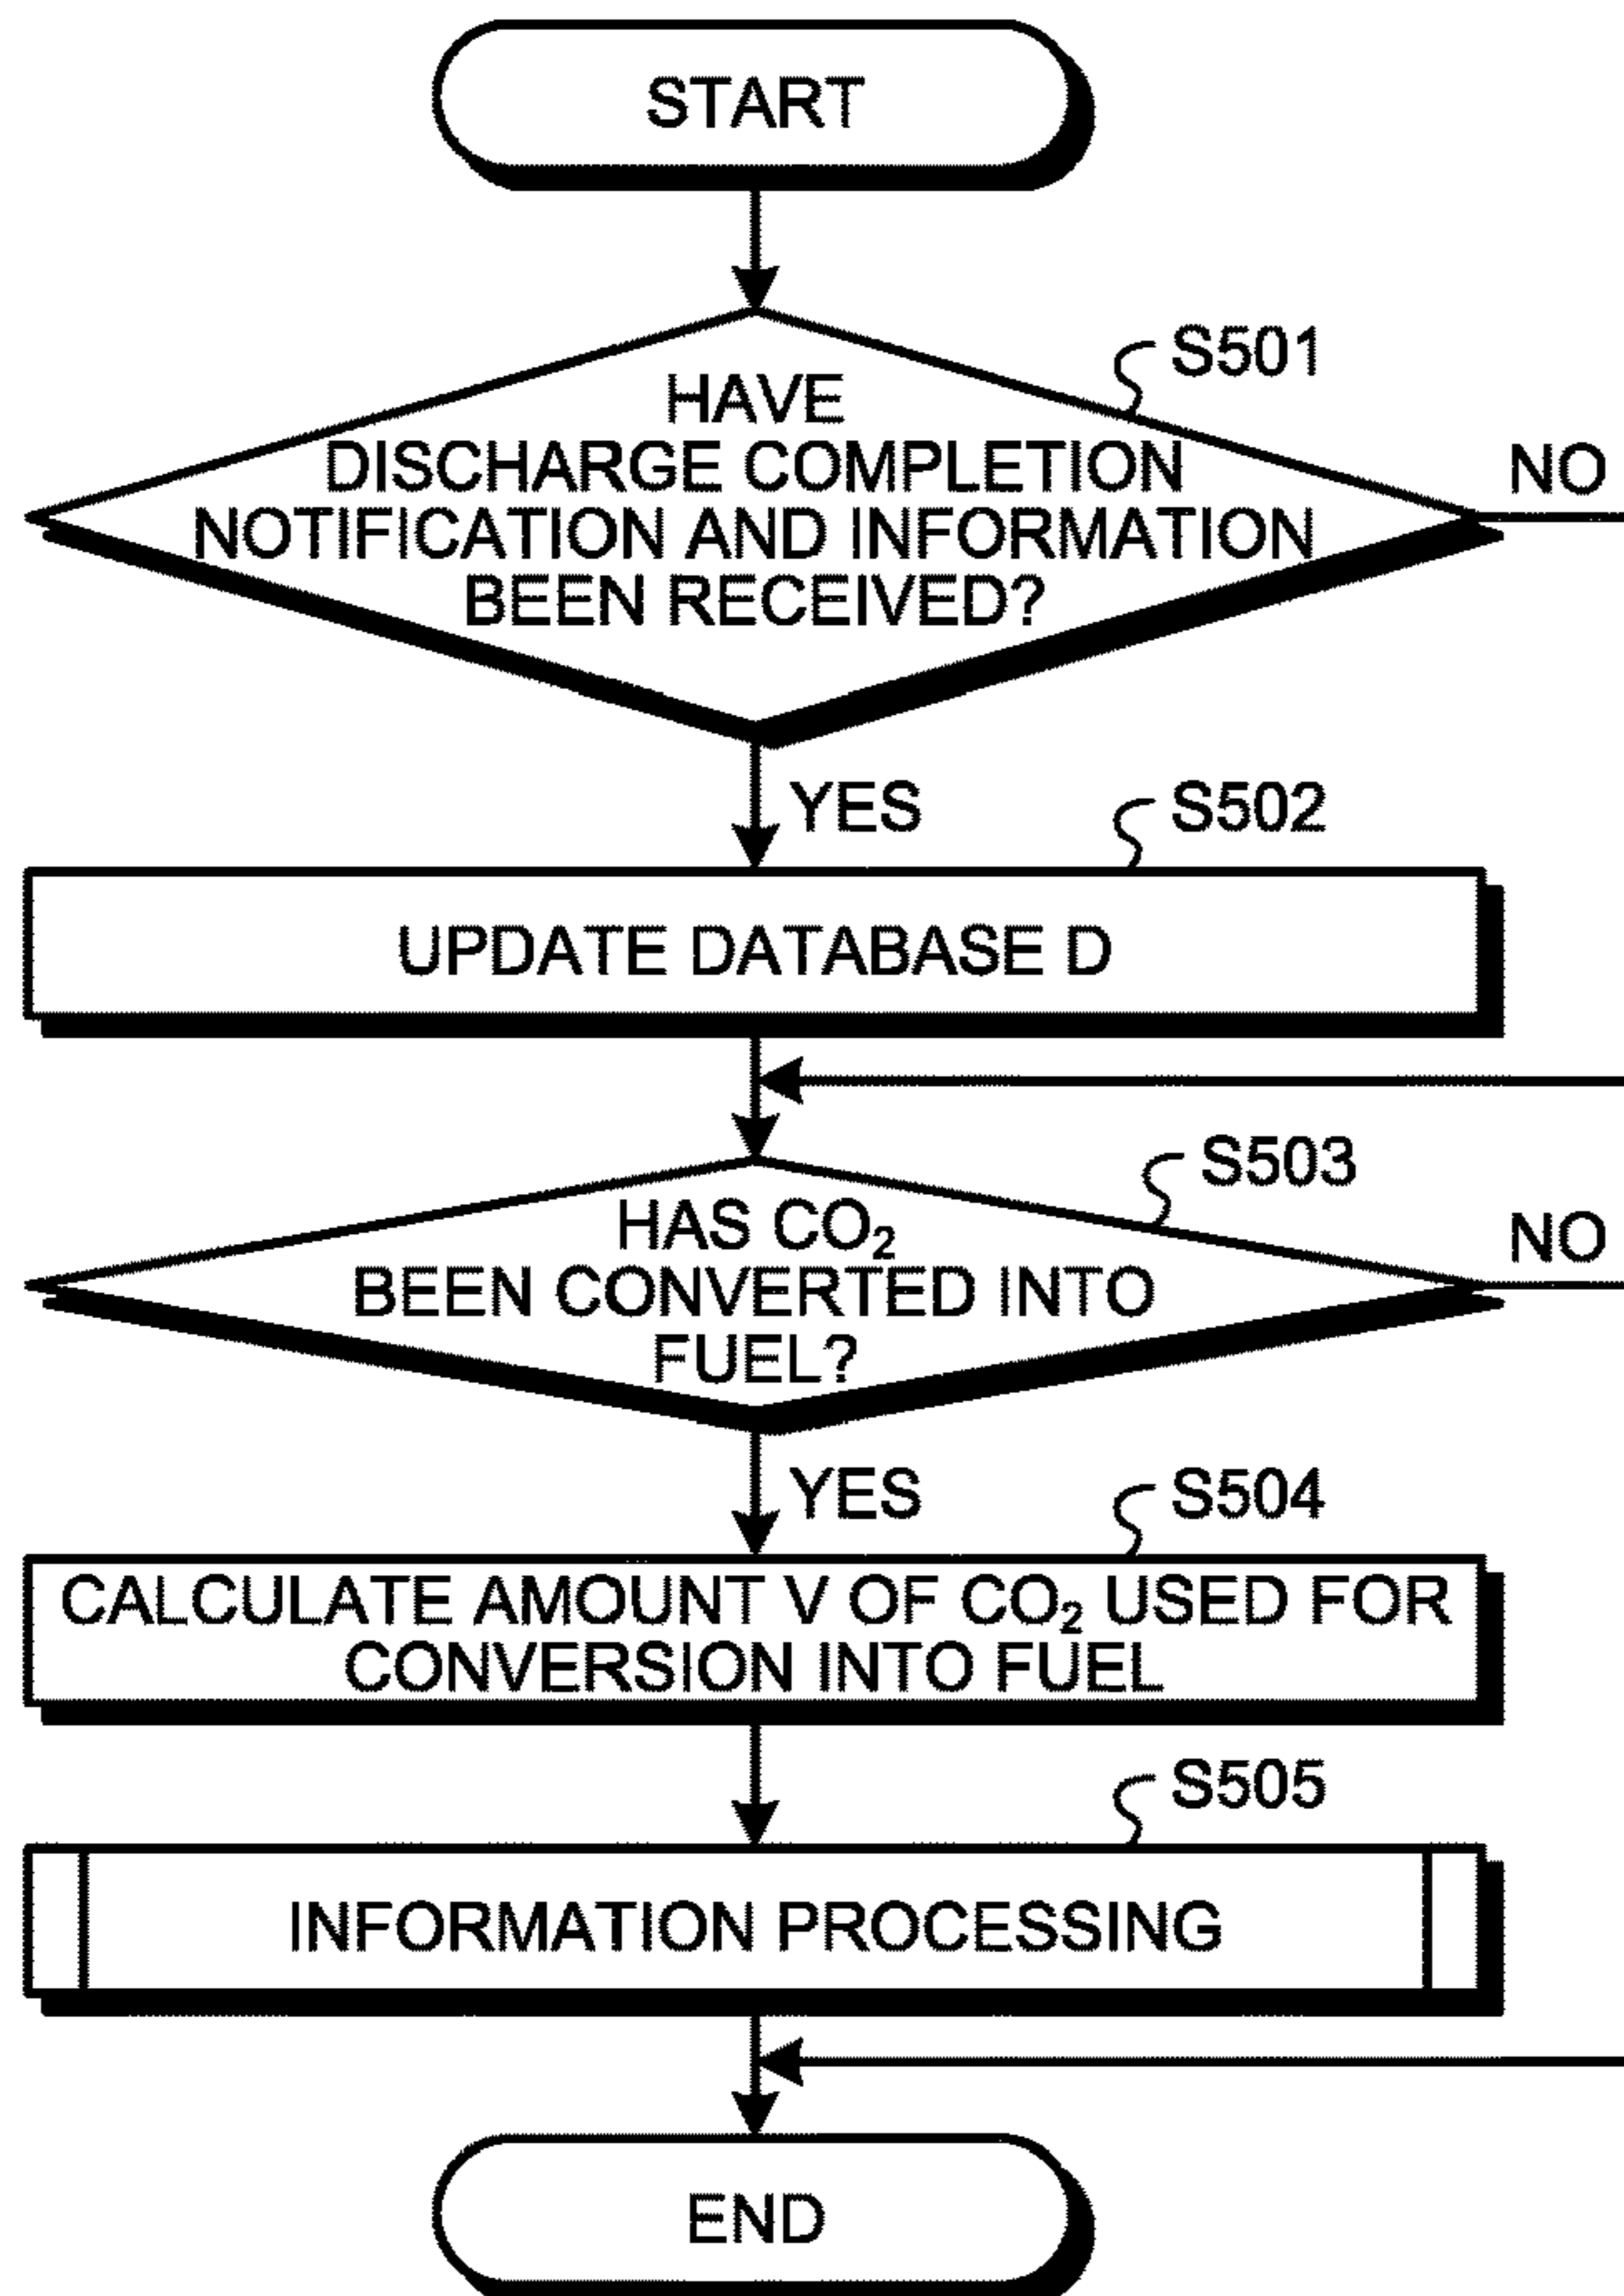 START
S501
HAVE
DISCHARGE COMPLETION
NOTIFICATION AND INFORMATION
BEEN RECEIVED?
NO
YES
S502
UPDATE DATABASE D
S503
HAS CO₂
BEEN CONVERTED INTO
FUEL?
NO
YES
S504
CALCULATE AMOUNT V OF CO₂ USED FOR
CONVERSION INTO FUEL
S505
INFORMATION PROCESSING
END